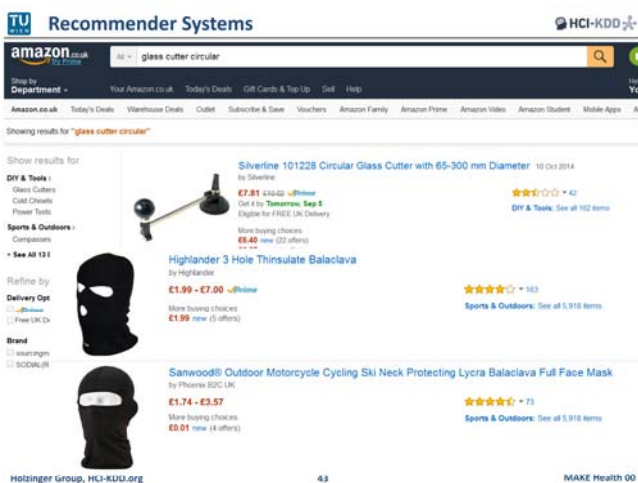 TU
WIEN
Recommender Systems
HCI-KDD
amazon.co.uk
Try Prime
All
glass cutter circular
Shop by
Department
Your Amazon.co.uk Today's Deals Gift Cards & Top Up Sell Help
Amazon.co.uk Today's Deals Warehouse Deals Outlet Subscribe & Save Vouchers Amazon Family Amazon Prime Amazon Video Amazon Student Mobile Apps
Showing results for "glass cutter circular"
Show results for
DIY & Tools
Glass Cutters
Cold Chisels
Power Tools
Sports & Outdoors
Compasses
+ See All 13
Refine by
Delivery Opt
Prime
Free UK De
Brand
sourcingm
SODIAL(R
Silverline 101228 Circular Glass Cutter with 65-300 mm Diameter 10 Oct 2014
by Silverline
£7.81 £10.02 Prime
Get it by Tomorrow, Sep 5
Eligible for FREE UK Delivery
More buying choices
£6.40 new (22 offers)
42
DIY & Tools: See all 162 items
Highlander 3 Hole Thinsulate Balaclava
by Highlander
£1.99 - £7.00 Prime
More buying choices
£1.99 new (5 offers)
163
Sports & Outdoors: See all 5,918 items
Sanwood® Outdoor Motorcycle Cycling Ski Neck Protecting Lycra Balaclava Full Face Mask
by Phoenix B2C UK
£1.74 - £3.57
More buying choices
£0.01 new (4 offers)
73
Sports & Outdoors: See all 5,918 items
Holzinger Group, HCI-KDD.org
43
MAKE Health 00